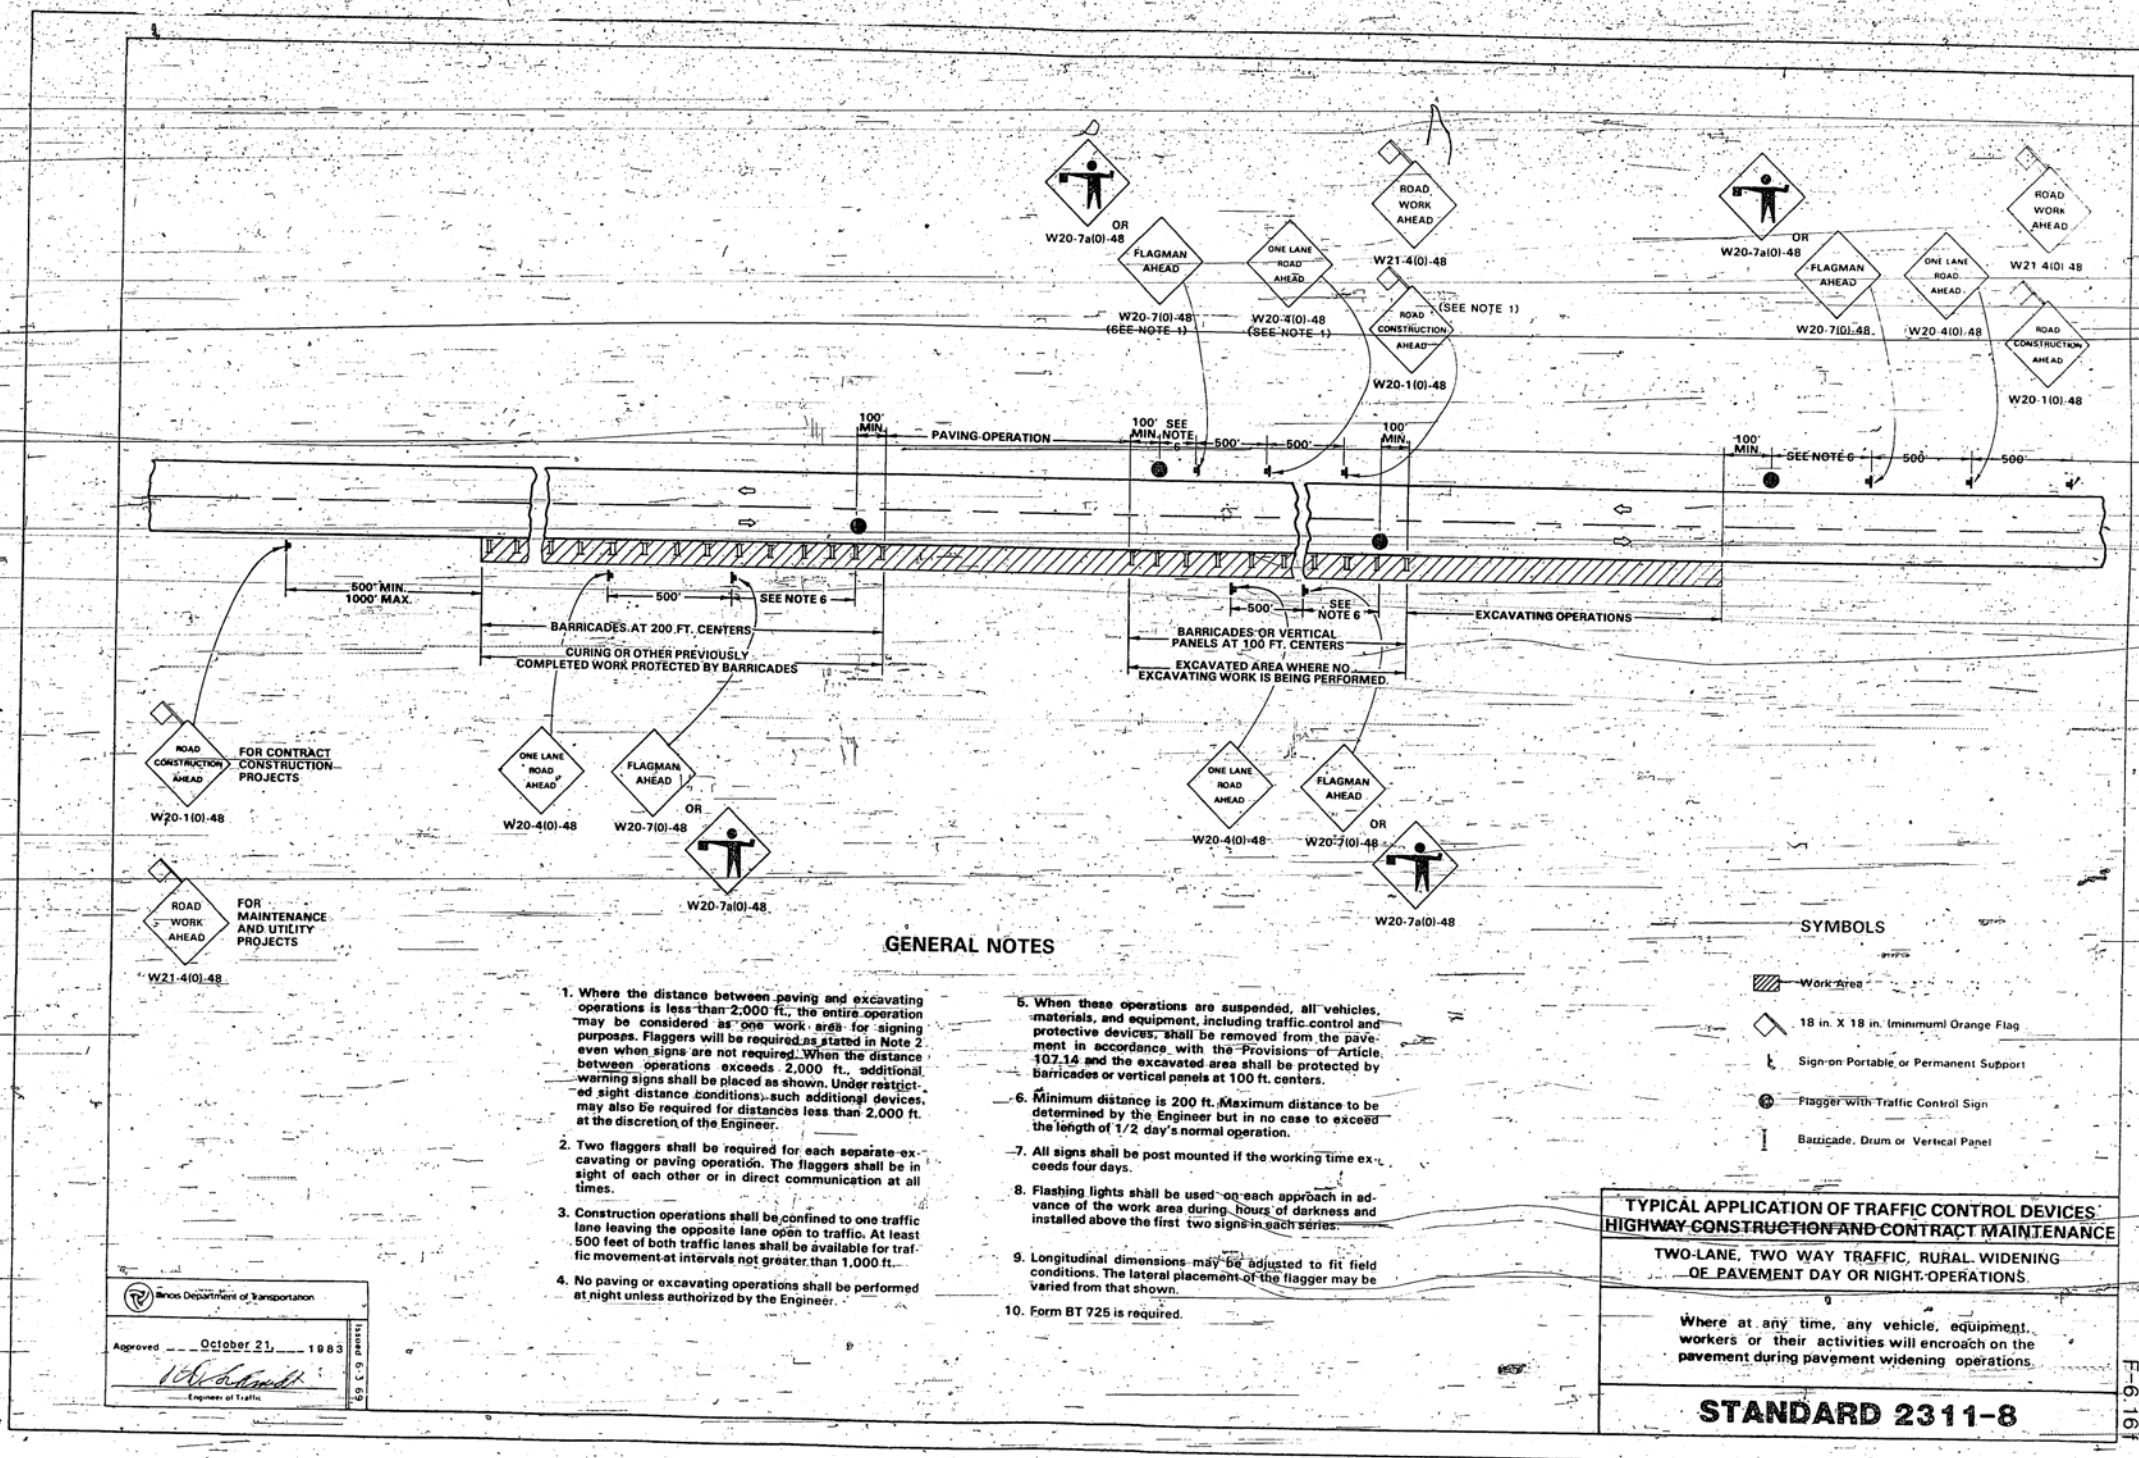 OR
W20-7a(0)-48
FLAGMAN
AHEAD
W20-7(0)-48
(SEE NOTE 1)
ONE LANE
ROAD
AHEAD
W20-4(0)-48
(SEE NOTE 1)
ROAD
WORK
AHEAD
W21-4(0)-48
ROAD
CONSTRUCTION
AHEAD
(SEE NOTE 1)
W20-1(0)-48
OR
W20-7a(0)-48
FLAGMAN
AHEAD
W20-7(0)-48
ONE LANE
ROAD
AHEAD
W20-4(0)-48
ROAD
WORK
AHEAD
W21-4(0)-48
ROAD
CONSTRUCTION
AHEAD
W20-1(0)-48
100'
MIN.
PAVING OPERATION
100'
MIN.
SEE
NOTE
6
500'
500'
100'
MIN.
100'
MIN.
SEE NOTE 6
500'
500'
500' MIN.
1000' MAX.
500'
SEE NOTE 6
BARRICADES AT 200 FT. CENTERS
CURING OR OTHER PREVIOUSLY
COMPLETED WORK PROTECTED BY BARRICADES
500'
SEE
NOTE 6
BARRICADES OR VERTICAL
PANELS AT 100 FT. CENTERS
EXCAVATED AREA WHERE NO
EXCAVATING WORK IS BEING PERFORMED.
EXCAVATING OPERATIONS
ROAD
CONSTRUCTION
AHEAD
FOR CONTRACT
CONSTRUCTION
PROJECTS
W20-1(0)-48
ROAD
WORK
AHEAD
FOR
MAINTENANCE
AND UTILITY
PROJECTS
W21-4(0)-48
ONE LANE
ROAD
AHEAD
W20-4(0)-48
FLAGMAN
AHEAD
W20-7(0)-48
OR
W20-7a(0)-48
ONE LANE
ROAD
AHEAD
W20-4(0)-48
FLAGMAN
AHEAD
W20-7(0)-48
OR
W20-7a(0)-48
GENERAL NOTES
1. Where the distance between paving and excavating
operations is less than 2,000 ft., the entire operation
may be considered as one work area for signing
purposes. Flaggers will be required as stated in Note 2
even when signs are not required. When the distance
between operations exceeds 2,000 ft., additional
warning signs shall be placed as shown. Under restrict-
ed sight distance conditions, such additional devices,
may also be required for distances less than 2,000 ft.
at the discretion of the Engineer.
2. Two flaggers shall be required for each separate ex-
cavating or paving operation. The flaggers shall be in
sight of each other or in direct communication at all
times.
3. Construction operations shall be confined to one traffic
lane leaving the opposite lane open to traffic. At least
500 feet of both traffic lanes shall be available for traf-
fic movement at intervals not greater than 1,000 ft.
4. No paving or excavating operations shall be performed
at night unless authorized by the Engineer.
5. When these operations are suspended, all vehicles,
materials, and equipment, including traffic control and
protective devices, shall be removed from the pave-
ment in accordance with the Provisions of Article
107.14 and the excavated area shall be protected by
barricades or vertical panels at 100 ft. centers.
6. Minimum distance is 200 ft. Maximum distance to be
determined by the Engineer but in no case to exceed
the length of 1/2 day's normal operation.
7. All signs shall be post mounted if the working time ex-
ceeds four days.
8. Flashing lights shall be used on each approach in ad-
vance of the work area during hours of darkness and
installed above the first two signs in each series.
9. Longitudinal dimensions may be adjusted to fit field
conditions. The lateral placement of the flagger may be
varied from that shown.
10. Form BT 725 is required.
SYMBOLS
Work Area
18 in. X 18 in. (minimum) Orange Flag
Sign on Portable or Permanent Support
Flagger with Traffic Control Sign
Barricade, Drum or Vertical Panel
TYPICAL APPLICATION OF TRAFFIC CONTROL DEVICES
HIGHWAY CONSTRUCTION AND CONTRACT MAINTENANCE
TWO-LANE, TWO WAY TRAFFIC, RURAL WIDENING
OF PAVEMENT DAY OR NIGHT OPERATIONS.
Where at any time, any vehicle, equipment,
workers or their activities will encroach on the
pavement during pavement widening operations.
STANDARD 2311-8
Illinois Department of Transportation
Approved October 21, 1983
Engineer of Traffic
Issued 6-3-69